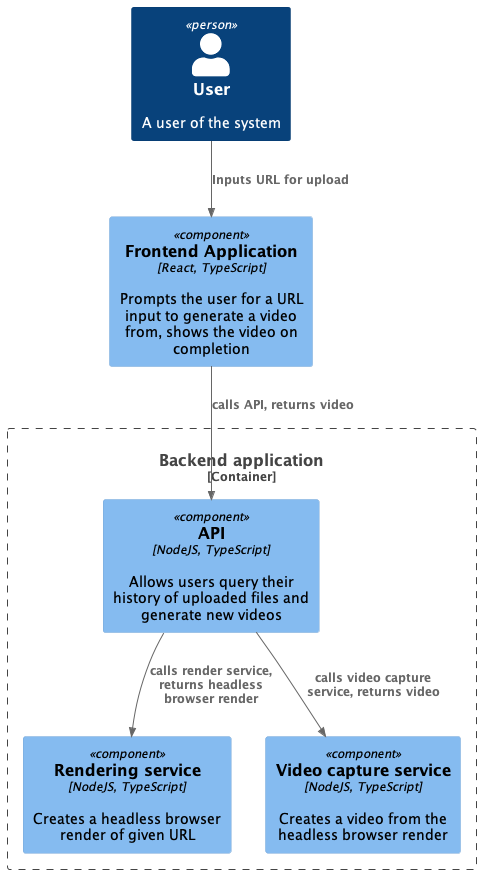 «person»
User
A user of the system
Inputs URL for upload
«component»
Frontend Application
[React, TypeScript]
Prompts the user for a URL
input to generate a video
from, shows the video on
completion
calls API, returns video
Backend application
[Container]
«component»
API
[NodeJS, TypeScript]
Allows users query their
history of uploaded files and
generate new videos
calls render service,
returns headless
browser render
calls video capture
service, returns video
«component»
Rendering service
[NodeJS, TypeScript]
Creates a headless browser
render of given URL
«component»
Video capture service
[NodeJS, TypeScript]
Creates a video from the
headless browser render